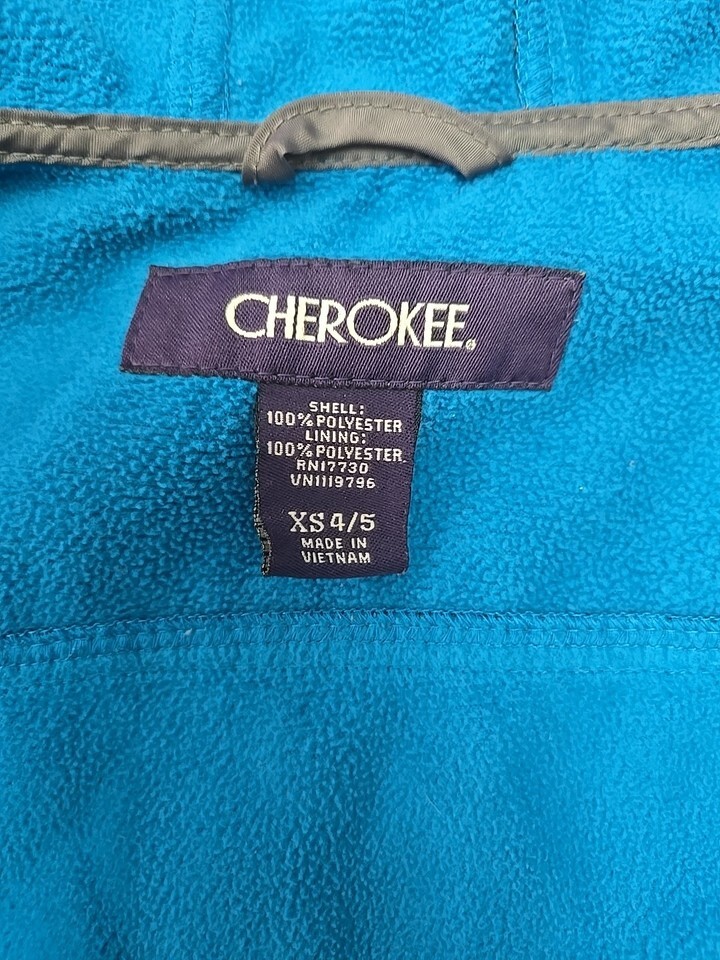 CHEROKEE®
SHELL:
100% POLYESTER
LINING:
100% POLYESTER
RN17730
VN1119796
XS 4/5
MADE IN
VIETNAM